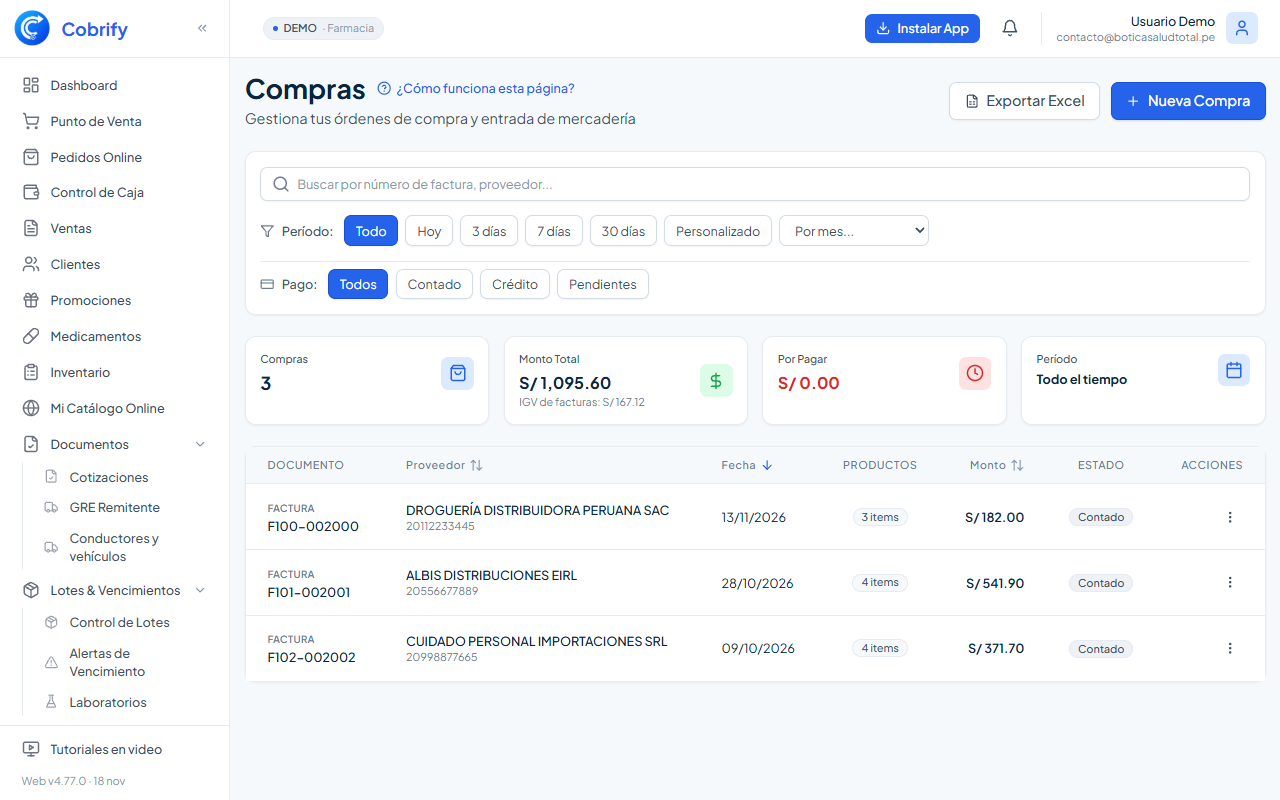 Cobrify
«
DEMO · Farmacia
Instalar App
Usuario Demo
contacto@boticasaludtotal.pe
Dashboard
Punto de Venta
Pedidos Online
Control de Caja
Ventas
Clientes
Promociones
Medicamentos
Inventario
Mi Catálogo Online
Documentos
Cotizaciones
GRE Remitente
Conductores y
vehículos
Lotes & Vencimientos
Control de Lotes
Alertas de
Vencimiento
Laboratorios
Tutoriales en video
Web v4.77.0 · 18 nov
Compras
¿Cómo funciona esta página?
Gestiona tus órdenes de compra y entrada de mercadería
Exportar Excel
+ Nueva Compra
Buscar por número de factura, proveedor...
Período: Todo Hoy 3 días 7 días 30 días Personalizado Por mes...
Pago: Todos Contado Crédito Pendientes
Compras
3
Monto Total
S/ 1,095.60
IGV de facturas: S/ 167.12
Por Pagar
S/ 0.00
Período
Todo el tiempo
DOCUMENTO Proveedor Fecha PRODUCTOS Monto ESTADO ACCIONES
FACTURA
F100-002000
DROGUERÍA DISTRIBUIDORA PERUANA SAC
20112233445
13/11/2026 3 items S/ 182.00 Contado
FACTURA
F101-002001
ALBIS DISTRIBUCIONES EIRL
20556677889
28/10/2026 4 items S/ 541.90 Contado
FACTURA
F102-002002
CUIDADO PERSONAL IMPORTACIONES SRL
20998877665
09/10/2026 4 items S/ 371.70 Contado